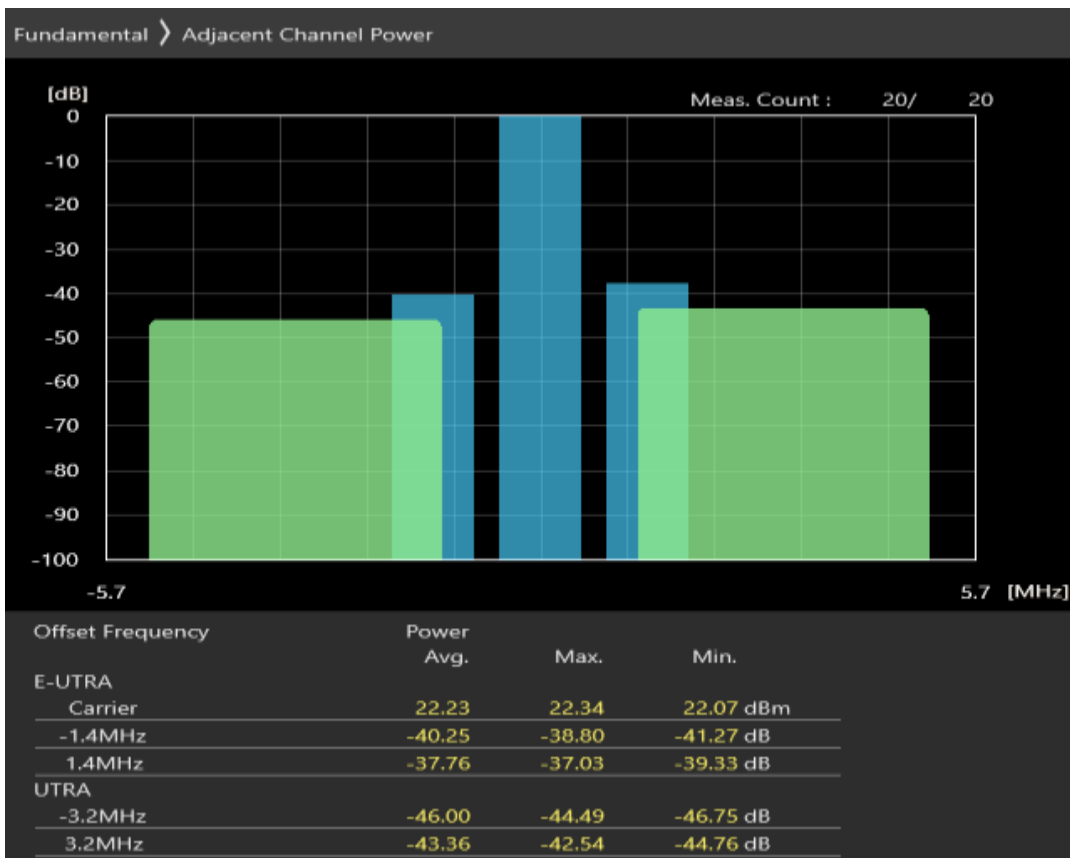 Fundamental 〉 Adjacent Channel Power
[dB]
Meas. Count : 20/ 20
0
-10
-20
-30
-40
-50
-60
-70
-80
-90
-100
-5.7 5.7 [MHz]
Offset Frequency Power
Avg. Max. Min.
E-UTRA
Carrier 22.23 22.34 22.07 dBm
-1.4MHz -40.25 -38.80 -41.27 dB
1.4MHz -37.76 -37.03 -39.33 dB
UTRA
-3.2MHz -46.00 -44.49 -46.75 dB
3.2MHz -43.36 -42.54 -44.76 dB